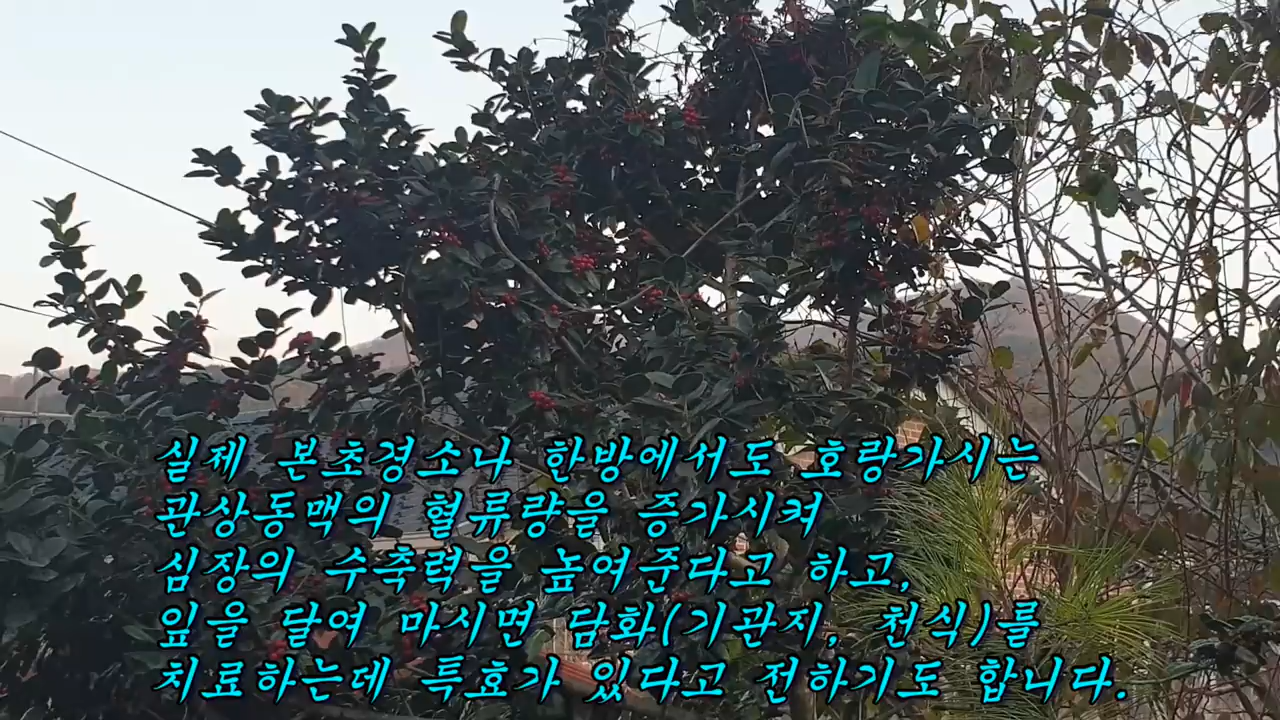 실제 본초경소나 한방에서도 호랑가시는
관상동맥의 혈류량을 증가시켜
심장의 수축력을 높여준다고 하고,
잎을 달여 마시면 담화(기관지, 천식)를
치료하는데 특효가 있다고 전하기도 합니다.